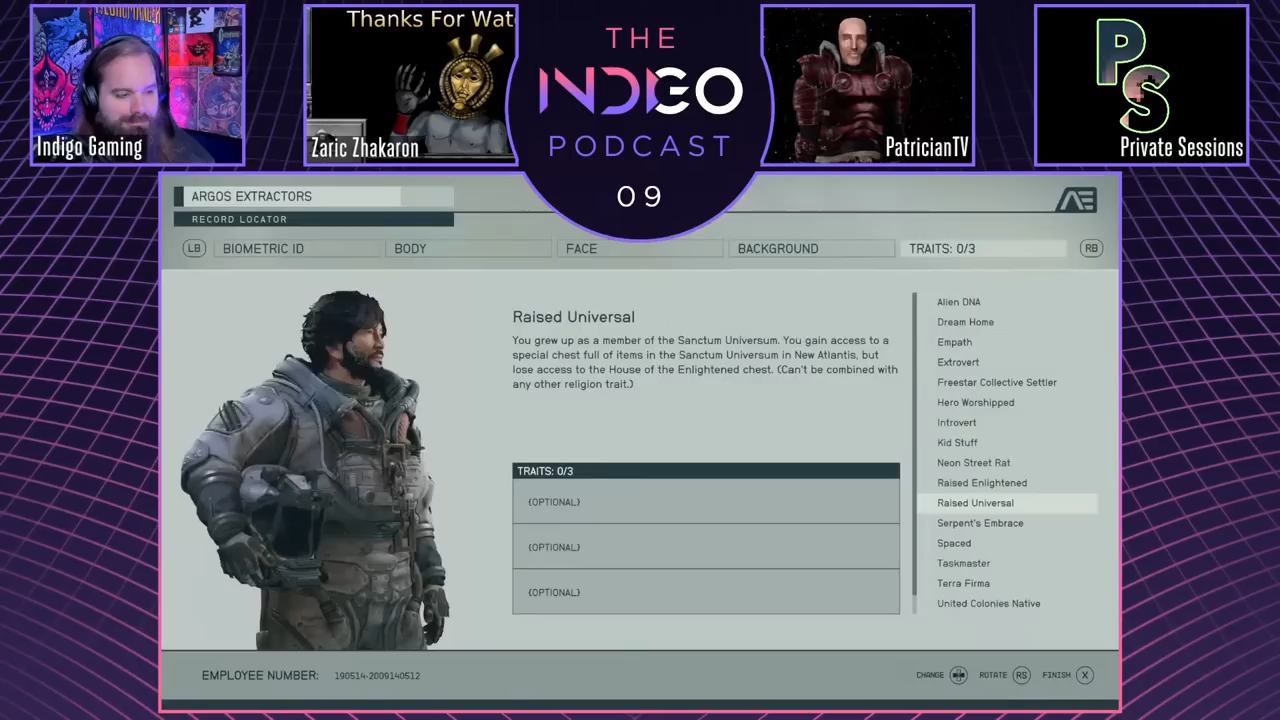 Thanks For Wat
Indigo Gaming
Zaric Zhakaron
THE
INDIGO
PODCAST
09
PatricianTV
PS
Private Sessions
ARGOS EXTRACTORS
RECORD LOCATOR
AE
LB
BIOMETRIC ID
BODY
FACE
BACKGROUND
TRAITS: 0/3
RB
Raised Universal
You grew up as a member of the Sanctum Universum. You gain access to a
special chest full of items in the Sanctum Universum in New Atlantis, but
lose access to the House of the Enlightened chest. (Can't be combined with
any other religion trait.)
TRAITS: 0/3
{OPTIONAL}
{OPTIONAL}
{OPTIONAL}
Alien DNA
Dream Home
Empath
Extrovert
Freestar Collective Settler
Hero Worshipped
Introvert
Kid Stuff
Neon Street Rat
Raised Enlightened
Raised Universal
Serpent's Embrace
Spaced
Taskmaster
Terra Firma
United Colonies Native
EMPLOYEE NUMBER: 190514-2009140512
CHANGE
ROTATE RS
FINISH X